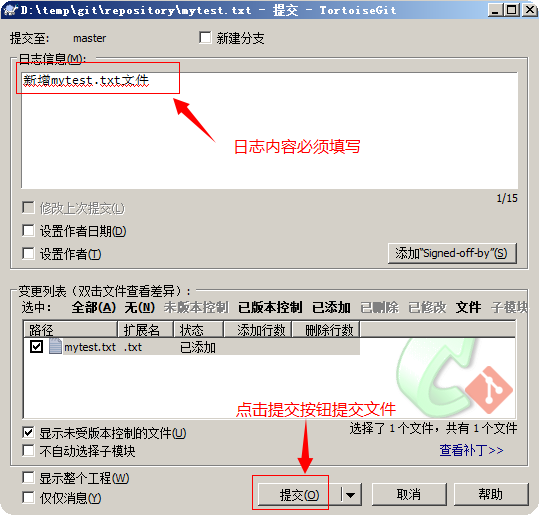 D:\temp\git\repository\mytest.txt - 提交 - TortoiseGit
提交至: master 新建分支
日志信息(M):
新增mytest.txt文件
日志内容必须填写
1/15
修改上次提交(L)
设置作者日期(D)
设置作者(T)
添加"Signed-off-by"(S)
变更列表（双击文件查看差异）:
选中: 全部(A) 无(N) 未版本控制 已版本控制 已添加 已删除 已修改 文件 子模块
路径 扩展名 状态 添加行数 删除行数
mytest.txt .txt 已添加
点击提交按钮提交文件
显示未受版本控制的文件(U)
选择了 1 个文件，共有 1 个文件
不自动选择子模块
查看补丁>>
显示整个工程(W)
仅仅消息(Y)
提交(O)
取消
帮助